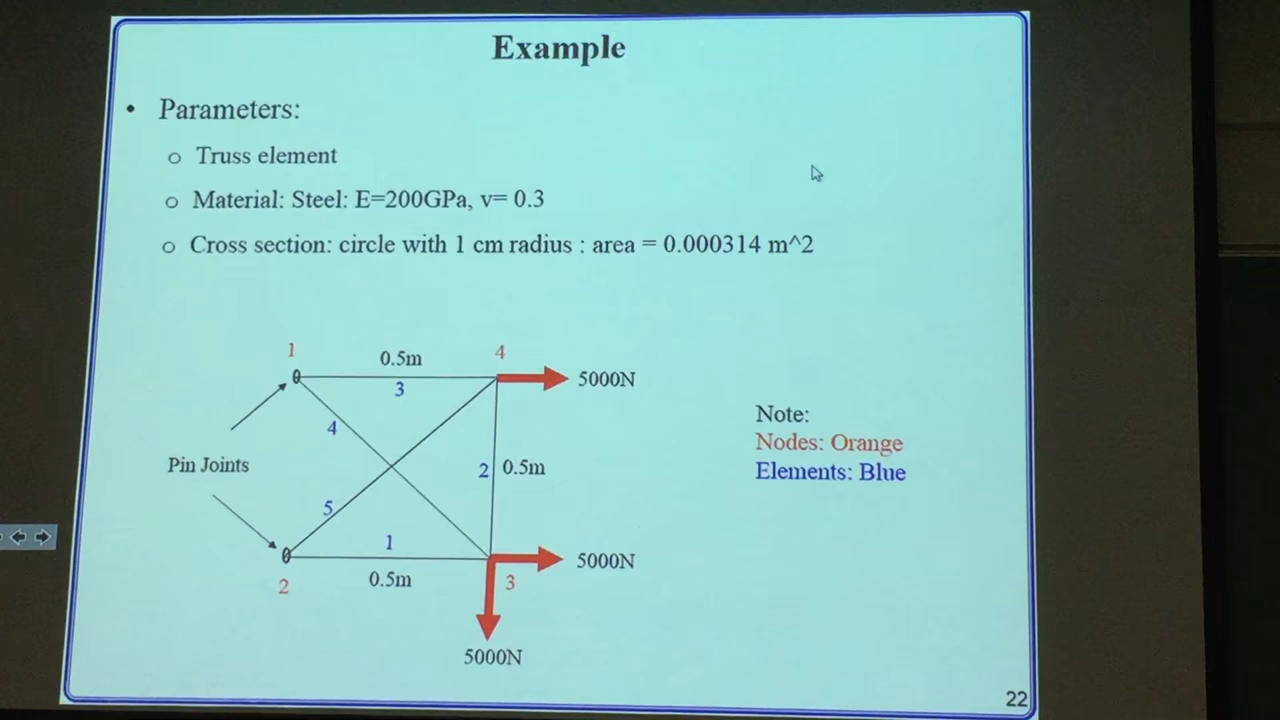 Example
• Parameters:
o Truss element
o Material: Steel: E=200GPa, v= 0.3
o Cross section: circle with 1 cm radius : area = 0.000314 m^2
1
0.5m
4
3
5000N
4
Note:
Nodes: Orange
Pin Joints
2
0.5m
Elements: Blue
5
1
5000N
2
0.5m
3
5000N
22